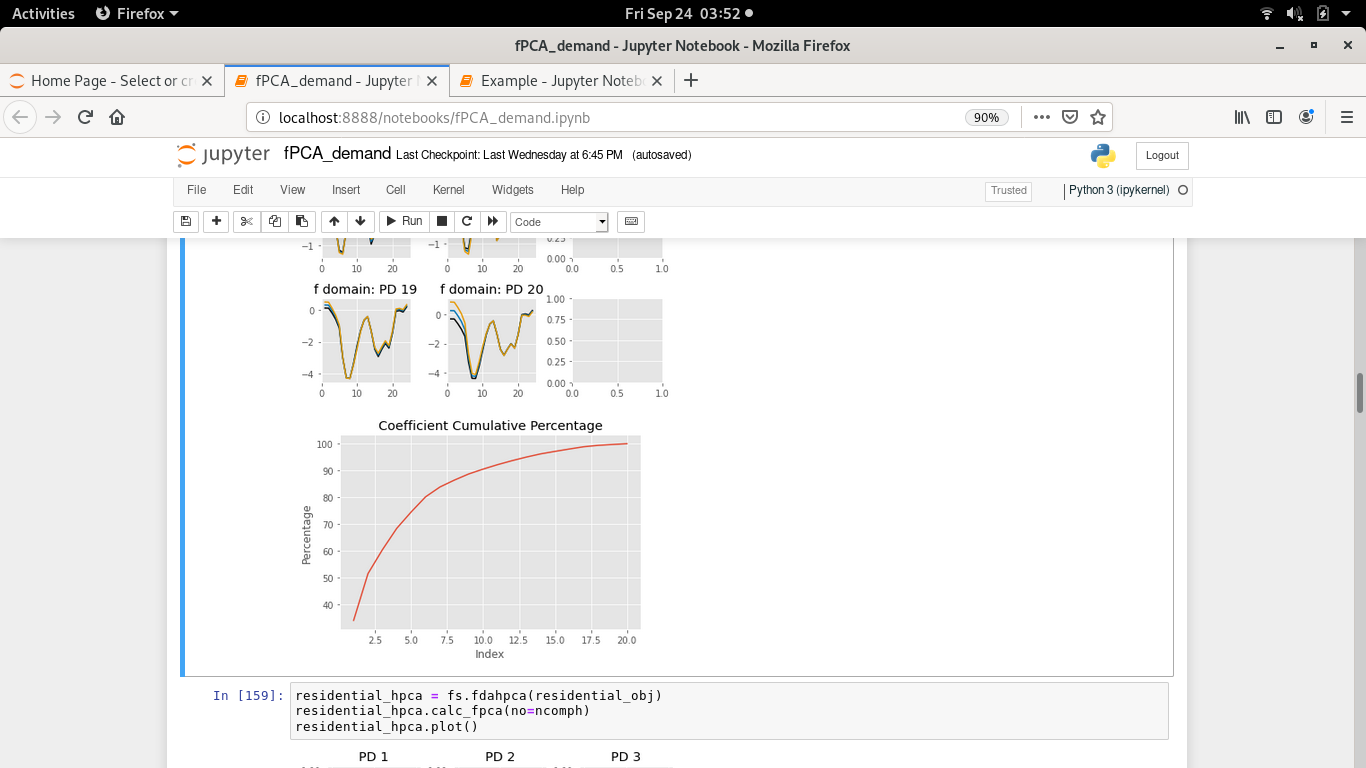 Activities Firefox Fri Sep 24 03:52
fPCA_demand - Jupyter Notebook - Mozilla Firefox
Home Page - Select or cr fPCA_demand - Jupyter Example - Jupyter Noteb
localhost:8888/notebooks/fPCA_demand.ipynb 90%
jupyter fPCA_demand Last Checkpoint: Last Wednesday at 6:45 PM (autosaved) Logout
File Edit View Insert Cell Kernel Widgets Help Trusted Python 3 (ipykernel)
Run Code
−1 −1 0.25
0.00
0 10 20 0 10 20 0.0 0.5 1.0
f domain: PD 19 f domain: PD 20
0 −2 −4
0 −2 −4
1.00 0.75 0.50 0.25 0.00
0 10 20 0 10 20 0.0 0.5 1.0
Coefficient Cumulative Percentage
100
90
80
70
60
50
40
Percentage
2.5 5.0 7.5 10.0 12.5 15.0 17.5 20.0
Index
In [159]: residential_hpca = fs.fdahpca(residential_obj)
residential_hpca.calc_fpca(no=ncomph)
residential_hpca.plot()
PD 1 PD 2 PD 3